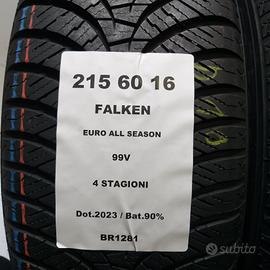 215 60 16
FALKEN
EURO ALL SEASON
99V
4 STAGIONI
Dot.2023 / Bat.90%
BR1281
subito